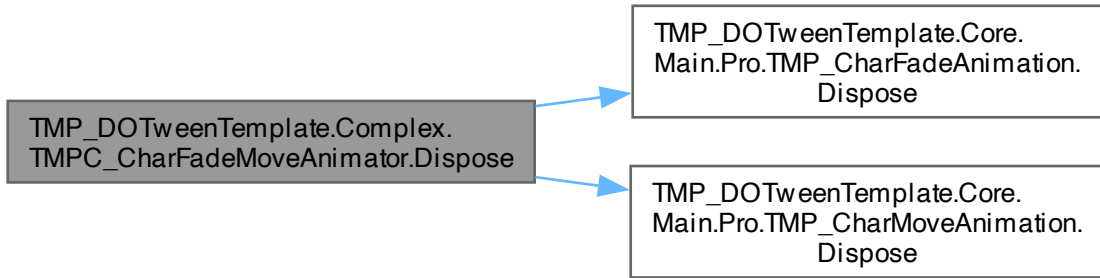 TMP_DOTweenTemplate.Core.
Main.Pro.TMP_CharFadeAnimation.
Dispose
TMP_DOTweenTemplate.Complex.
TMPC_CharFadeMoveAnimator.Dispose
TMP_DOTweenTemplate.Core.
Main.Pro.TMP_CharMoveAnimation.
Dispose